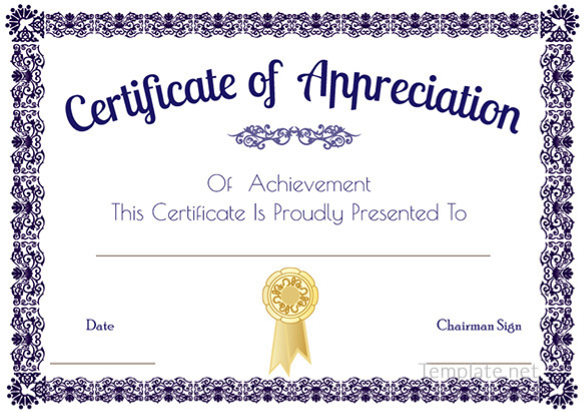 Certificate of Appreciation
Of Achievement
This Certificate Is Proudly Presented To
Date
Chairman Sign
Template.net